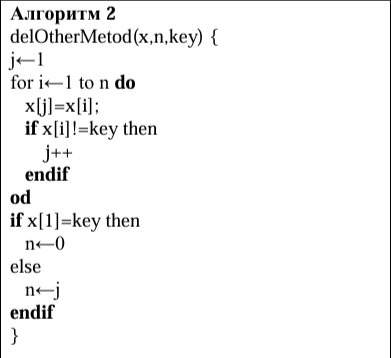 Алгоритм 2
delOtherMetod(x,n,key) {
j←1
for i←1 to n do
x[j]=x[i];
if x[i]!=key then
j++
endif
od
if x[1]=key then
n←0
else
n←j
endif
}